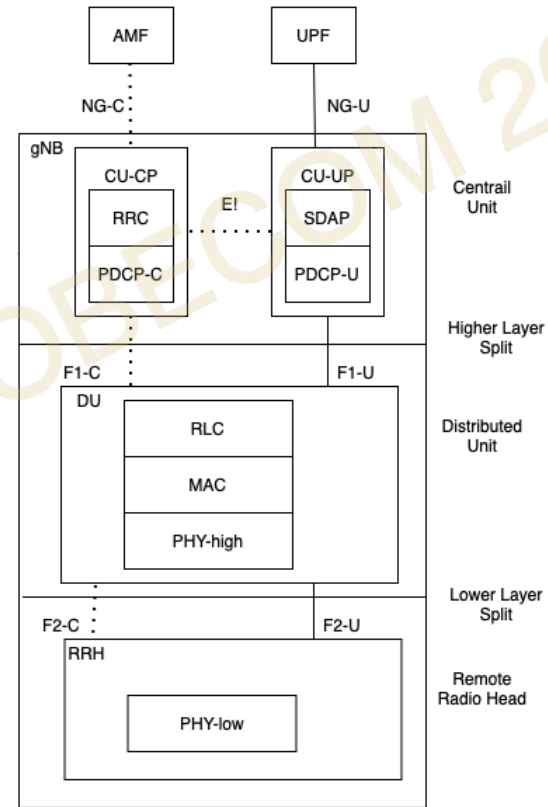 AMF
UPF
NG-C
NG-U
gNB
CU-CP
CU-UP
Centrail
Unit
RRC
E!
SDAP
PDCP-C
PDCP-U
Higher Layer
Split
F1-C
F1-U
DU
RLC
Distributed
Unit
MAC
PHY-high
Lower Layer
Split
F2-C
F2-U
RRH
Remote
Radio Head
PHY-low
OBECOM 20